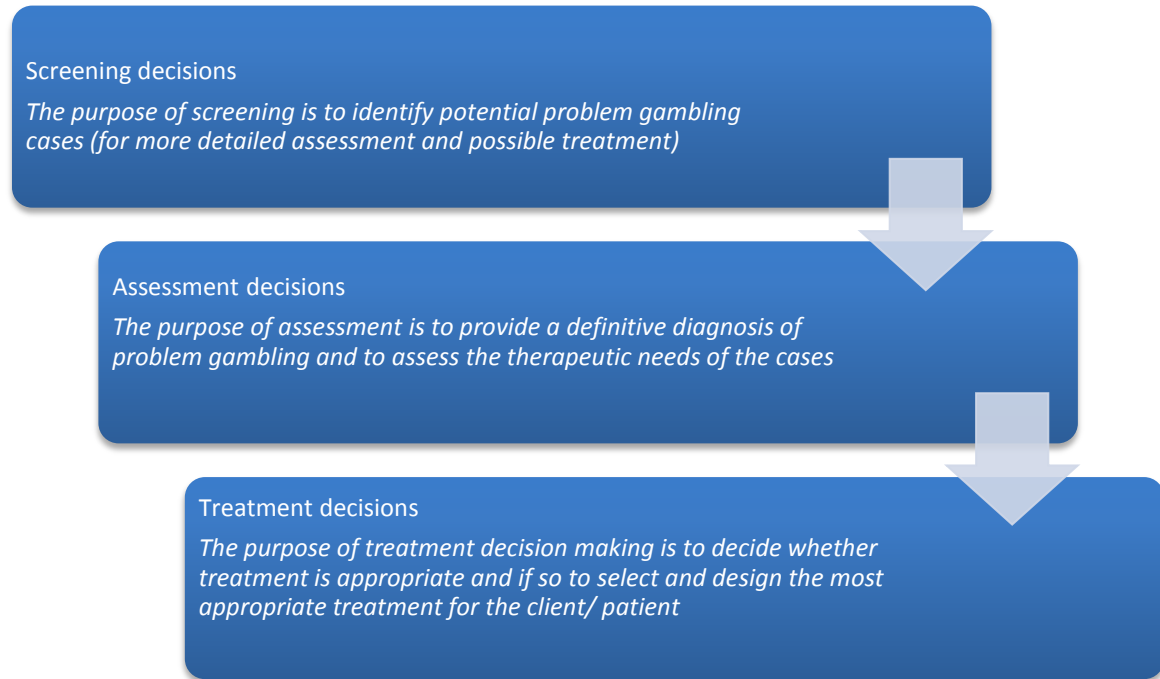 Screening decisions
The purpose of screening is to identify potential problem gambling
cases (for more detailed assessment and possible treatment)
Assessment decisions
The purpose of assessment is to provide a definitive diagnosis of
problem gambling and to assess the therapeutic needs of the cases
Treatment decisions
The purpose of treatment decision making is to decide whether
treatment is appropriate and if so to select and design the most
appropriate treatment for the client/ patient